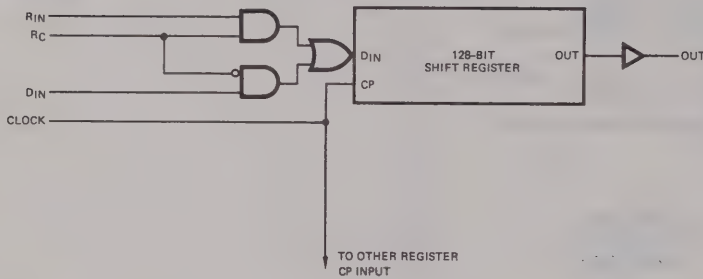 RIN
RC
DIN
CLOCK
DIN
CP
128-BIT
SHIFT REGISTER
OUT
OUT
TO OTHER REGISTER
CP INPUT